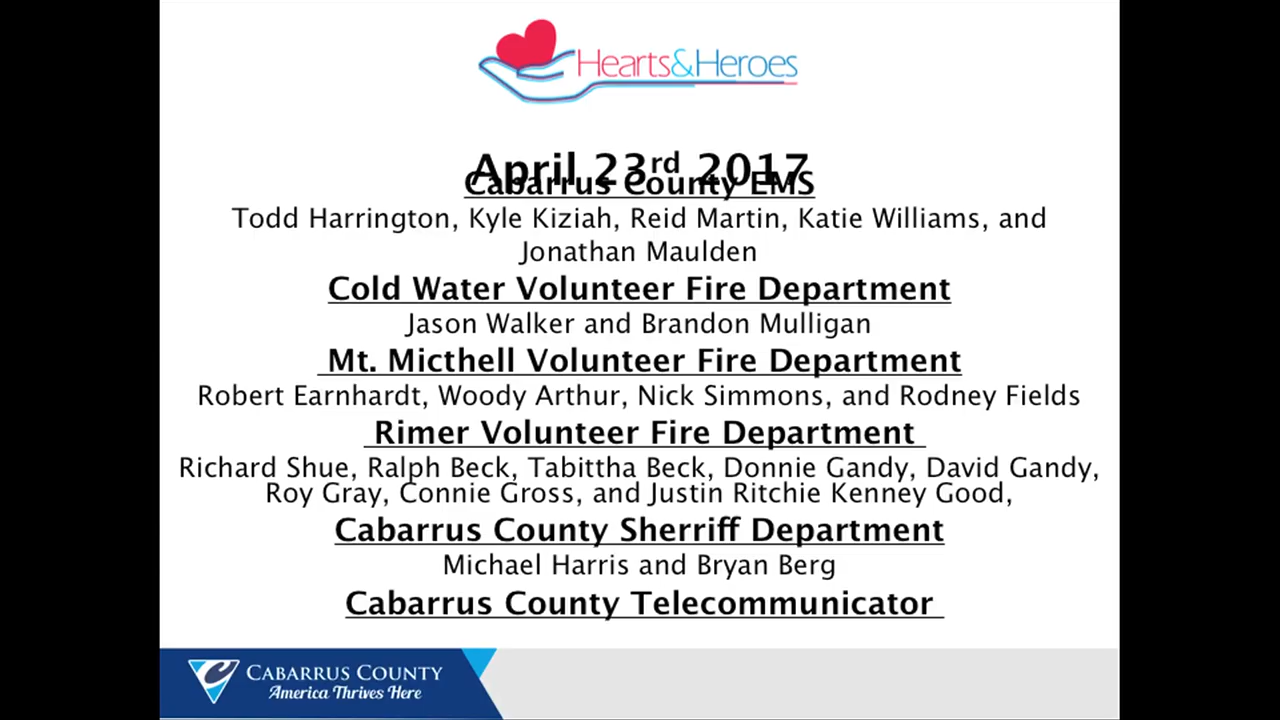 Hearts&Heroes
April 23rd 2017
Cabarrus County EMS
Todd Harrington, Kyle Kiziah, Reid Martin, Katie Williams, and
Jonathan Maulden
Cold Water Volunteer Fire Department
Jason Walker and Brandon Mulligan
Mt. Micthell Volunteer Fire Department
Robert Earnhardt, Woody Arthur, Nick Simmons, and Rodney Fields
Rimer Volunteer Fire Department
Richard Shue, Ralph Beck, Tabittha Beck, Donnie Gandy, David Gandy,
Roy Gray, Connie Gross, and Justin Ritchie Kenney Good,
Cabarrus County Sherriff Department
Michael Harris and Bryan Berg
Cabarrus County Telecommunicator
CABARRUS COUNTY
America Thrives Here